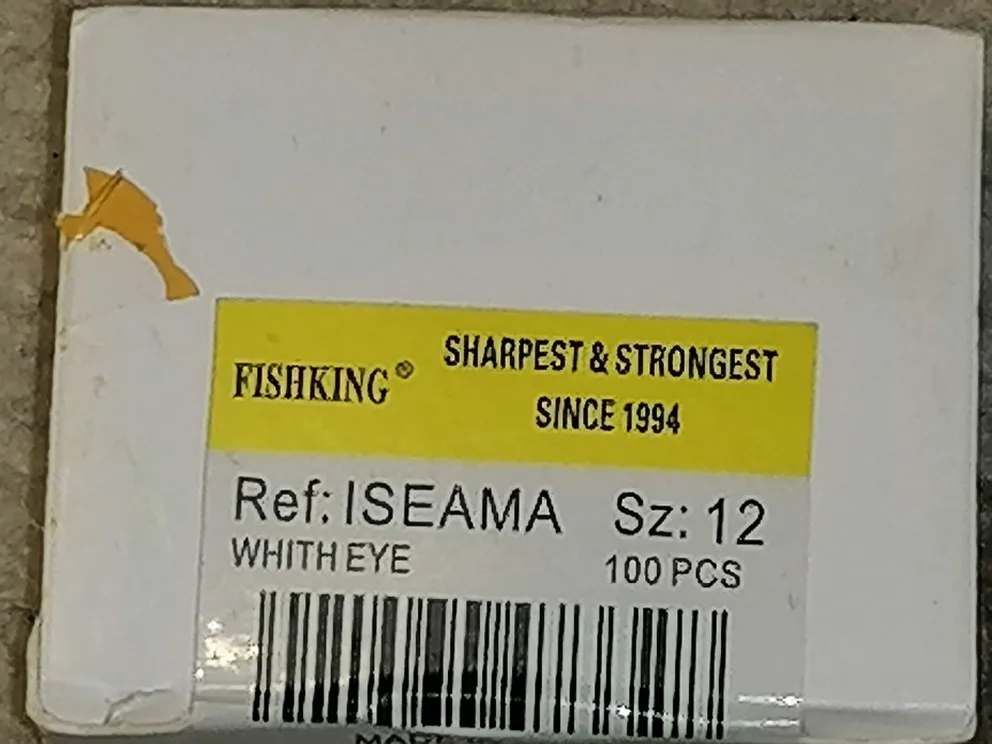 FISHKING®
SHARPEST & STRONGEST
SINCE 1994
Ref: ISEAMA Sz: 12
WHITH EYE 100 PCS